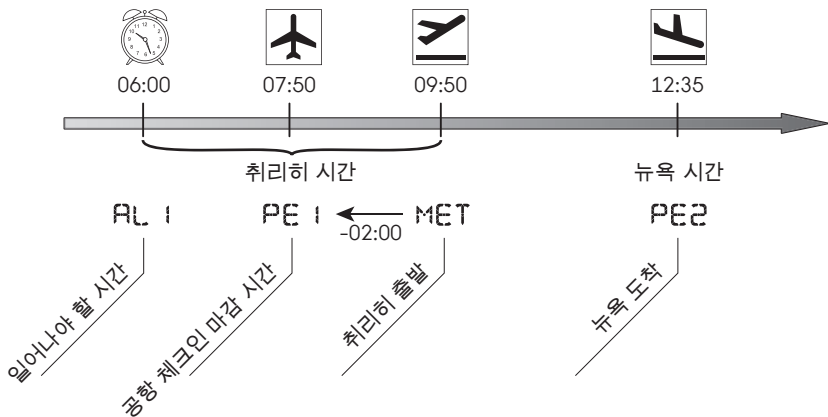 06:00 07:50 09:50 12:35
취리히 시간 뉴욕 시간
AL 1 PE 1 MET PE2
-02:00
일어나야 할 시간
공항 체크인 마감 시간
취리히 출발
뉴욕 도착